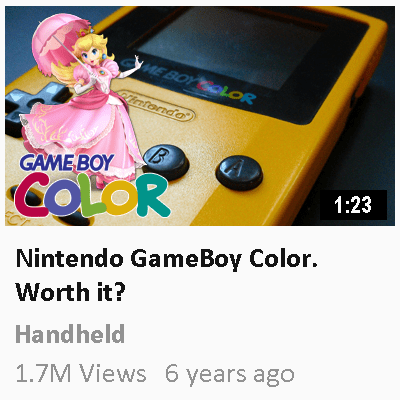 GAME BOY COLOR
Nintendo
B
A
GAME BOY
COLOR
1:23
Nintendo GameBoy Color.
Worth it?
Handheld
1.7M Views 6 years ago